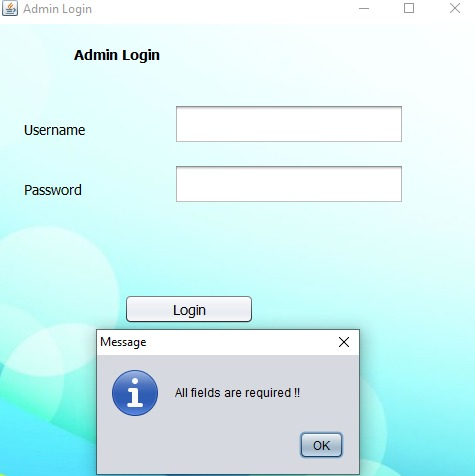 Admin Login
Admin Login
Username
Password
Login
Message
All fields are required !!
OK